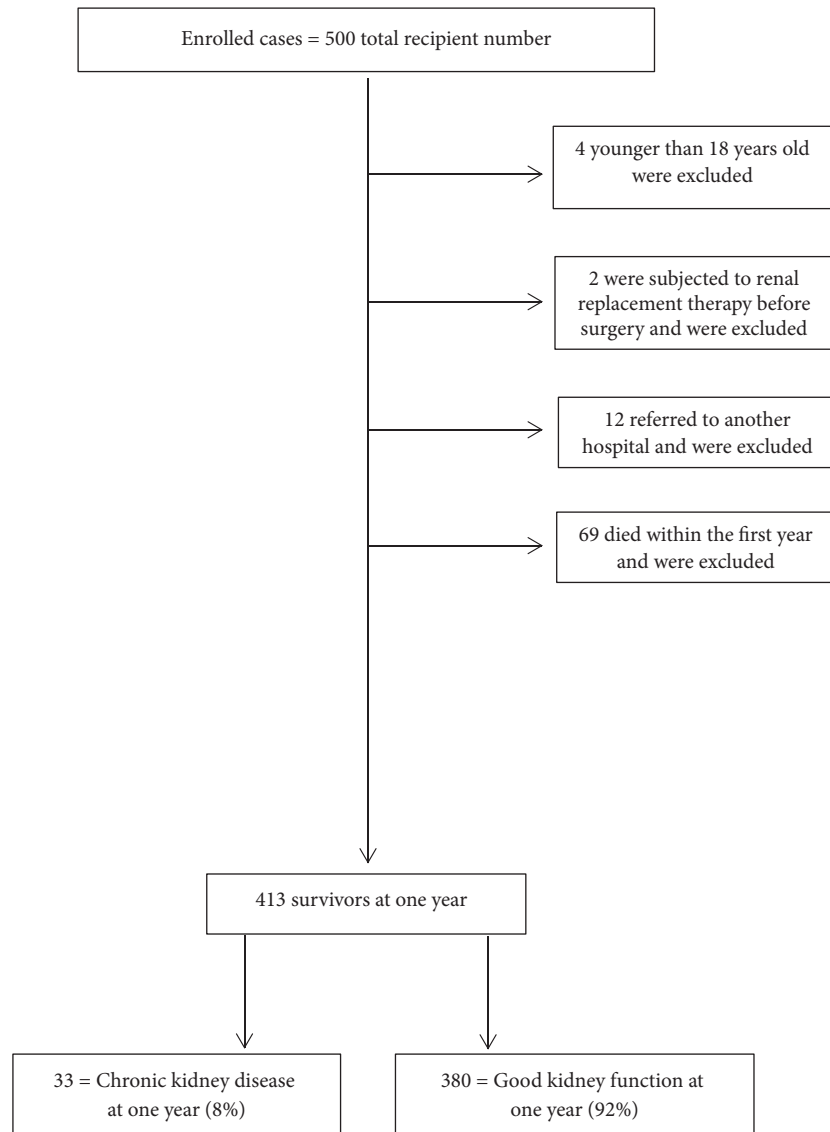 Enrolled cases = 500 total recipient number
4 younger than 18 years old
were excluded
2 were subjected to renal
replacement therapy before
surgery and were excluded
12 referred to another
hospital and were excluded
69 died within the first year
and were excluded
413 survivors at one year
33 = Chronic kidney disease
at one year (8%)
380 = Good kidney function at
one year (92%)